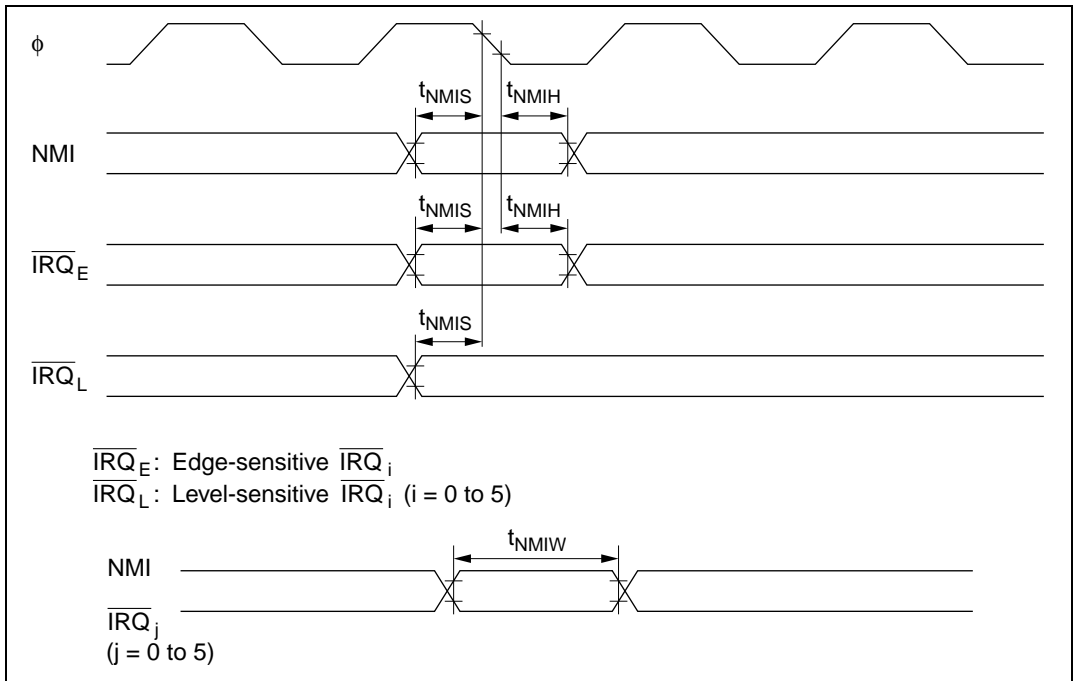 ϕ
tNMIS tNMIH
NMI
tNMIS tNMIH
IRQE
tNMIS
IRQL
IRQE: Edge-sensitive IRQi
IRQL: Level-sensitive IRQi (i = 0 to 5)
tNMIW
NMI
IRQj
(j = 0 to 5)